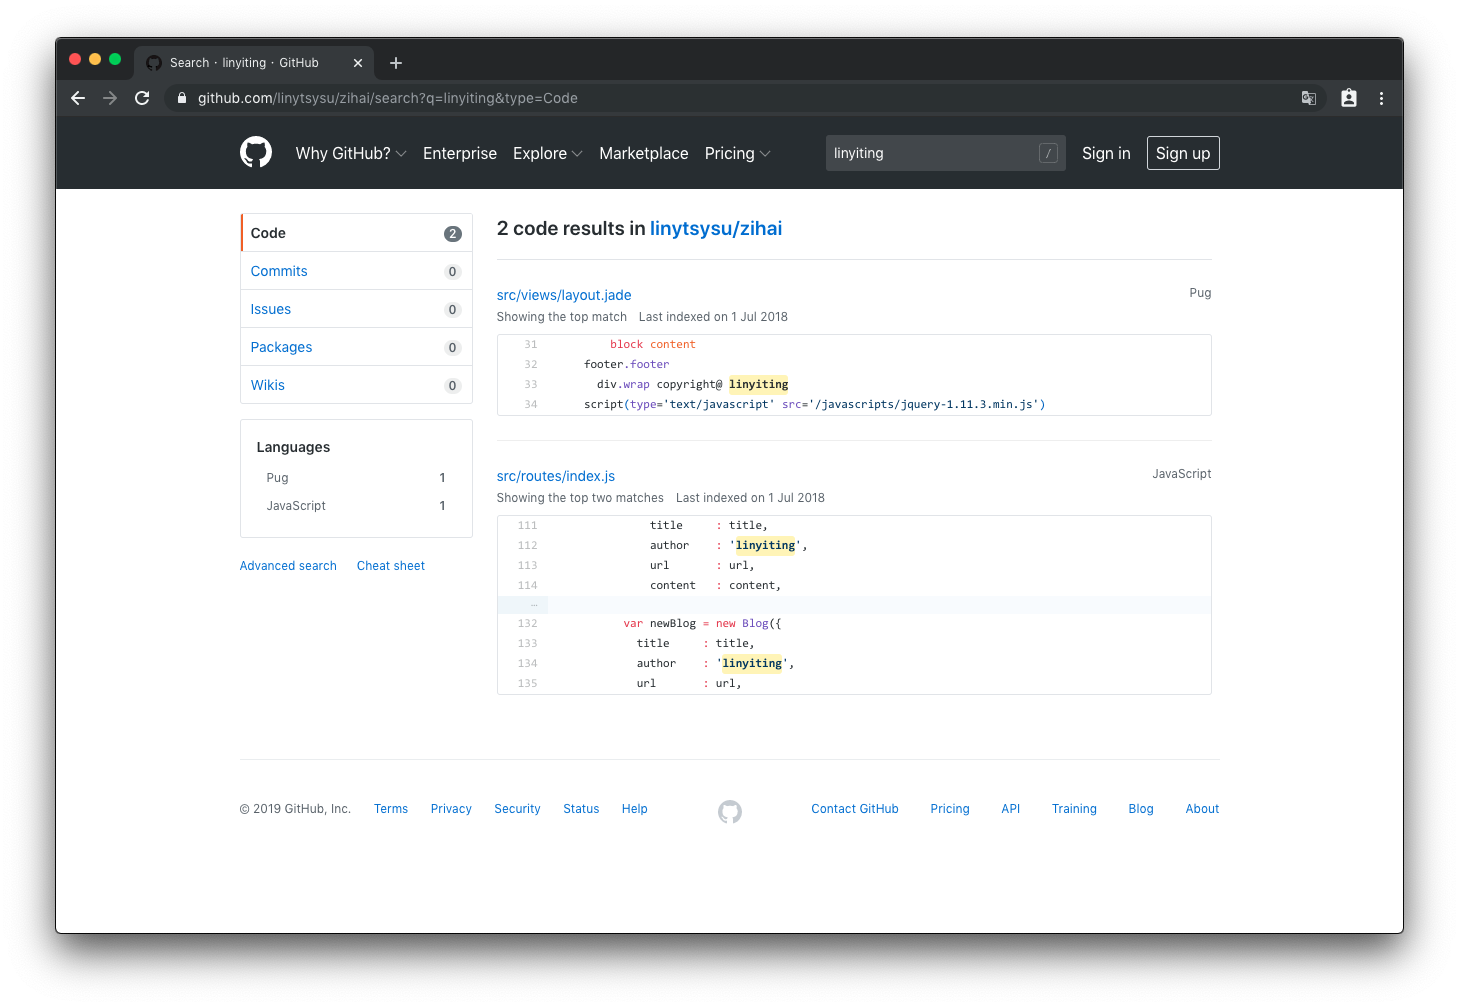 Search · linyiting · GitHub
github.com/linytsysu/zihai/search?q=linyiting&type=Code
Why GitHub? Enterprise Explore Marketplace Pricing linyiting / Sign in Sign up
Code 2
Commits 0
Issues 0
Packages 0
Wikis 0
Languages
Pug 1
JavaScript 1
Advanced search Cheat sheet
2 code results in linytsysu/zihai
src/views/layout.jade Pug
Showing the top match Last indexed on 1 Jul 2018
31 block content
32 footer.footer
33 div.wrap copyright@ linyiting
34 script(type='text/javascript' src='/javascripts/jquery-1.11.3.min.js')
src/routes/index.js JavaScript
Showing the top two matches Last indexed on 1 Jul 2018
111 title : title,
112 author : 'linyiting',
113 url : url,
114 content : content,
…
132 var newBlog = new Blog({
133 title : title,
134 author : 'linyiting',
135 url : url,
© 2019 GitHub, Inc. Terms Privacy Security Status Help Contact GitHub Pricing API Training Blog About